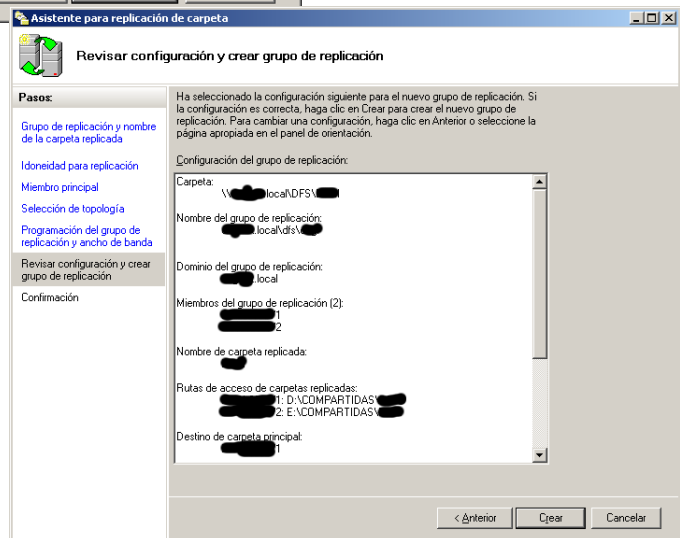 Asistente para replicación de carpeta
Revisar configuración y crear grupo de replicación
Pasos:
Grupo de replicación y nombre
de la carpeta replicada
Idoneidad para replicación
Miembro principal
Selección de topología
Programación del grupo de
replicación y ancho de banda
Revisar configuración y crear
grupo de replicación
Confirmación
Ha seleccionado la configuración siguiente para el nuevo grupo de replicación. Si
la configuración es correcta, haga clic en Crear para crear el nuevo grupo de
replicación. Para cambiar una configuración, haga clic en Anterior o seleccione la
página apropiada en el panel de orientación.
Configuración del grupo de replicación:
Carpeta:
\\ local\DFS\
Nombre del grupo de replicación:
.local\dfs\
Dominio del grupo de replicación:
.local
Miembros del grupo de replicación (2):
1
2
Nombre de carpeta replicada:
Rutas de acceso de carpetas replicadas:
1: D:\COMPARTIDAS\
2: E:\COMPARTIDAS\
Destino de carpeta principal:
1
< Anterior
Crear
Cancelar